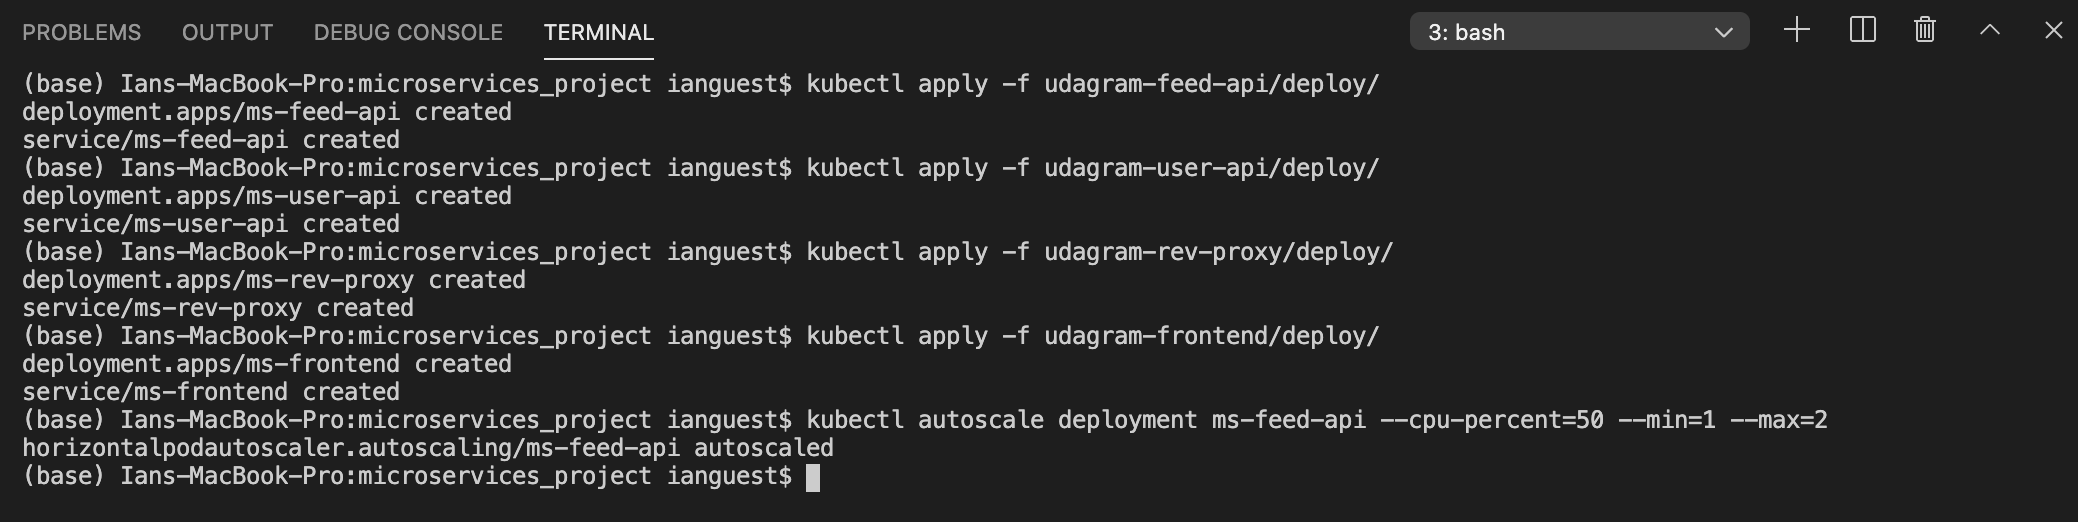 PROBLEMS OUTPUT DEBUG CONSOLE TERMINAL 3: bash
(base) Ians-MacBook-Pro:microservices_project ianguest$ kubectl apply -f udagram-feed-api/deploy/
deployment.apps/ms-feed-api created
service/ms-feed-api created
(base) Ians-MacBook-Pro:microservices_project ianguest$ kubectl apply -f udagram-user-api/deploy/
deployment.apps/ms-user-api created
service/ms-user-api created
(base) Ians-MacBook-Pro:microservices_project ianguest$ kubectl apply -f udagram-rev-proxy/deploy/
deployment.apps/ms-rev-proxy created
service/ms-rev-proxy created
(base) Ians-MacBook-Pro:microservices_project ianguest$ kubectl apply -f udagram-frontend/deploy/
deployment.apps/ms-frontend created
service/ms-frontend created
(base) Ians-MacBook-Pro:microservices_project ianguest$ kubectl autoscale deployment ms-feed-api --cpu-percent=50 --min=1 --max=2
horizontalpodautoscaler.autoscaling/ms-feed-api autoscaled
(base) Ians-MacBook-Pro:microservices_project ianguest$